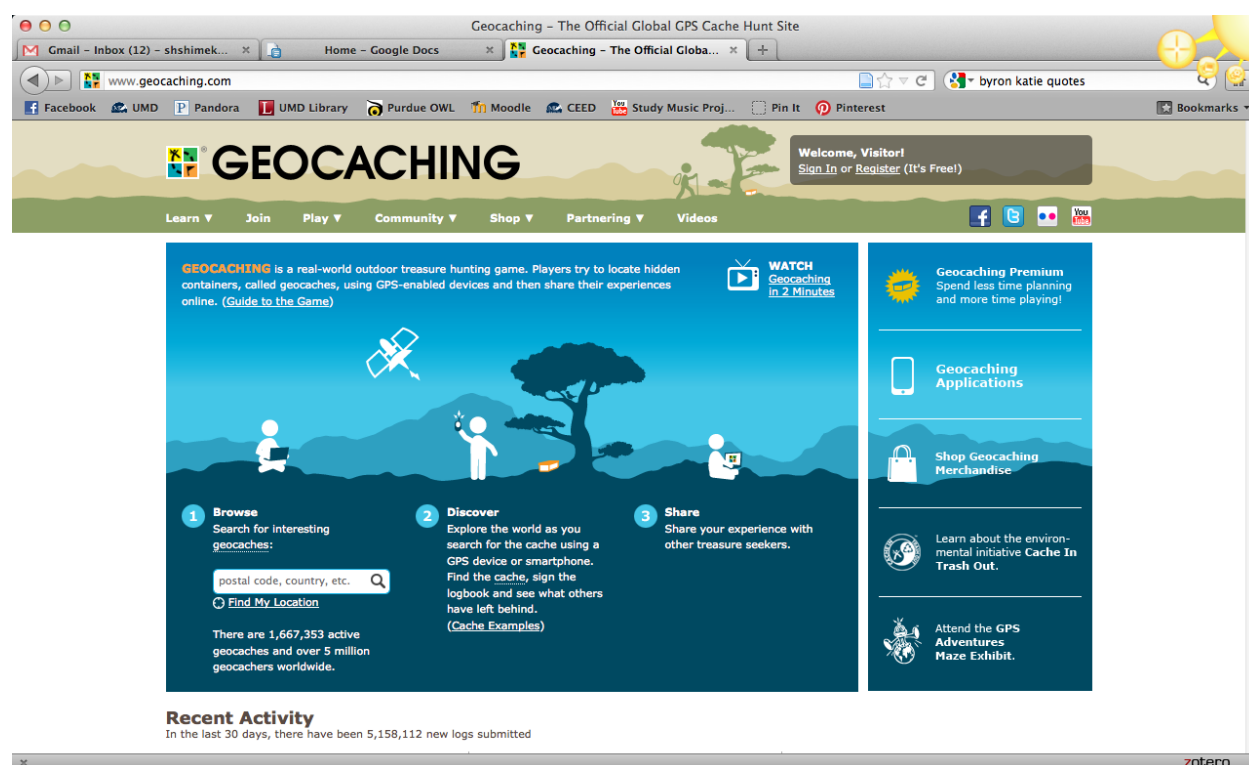 Geocaching – The Official Global GPS Cache Hunt Site
Gmail – Inbox (12) – shshimek...
Home – Google Docs
Geocaching – The Official Globa...
www.geocaching.com
byron katie quotes
Facebook UMD Pandora UMD Library Purdue OWL Moodle CEED Study Music Proj... Pin It Pinterest Bookmarks
GEOCACHING
Welcome, Visitor!
Sign In or Register (It's Free!)
Learn Join Play Community Shop Partnering Videos
You Tube
GEOCACHING is a real-world outdoor treasure hunting game. Players try to locate hidden
containers, called geocaches, using GPS-enabled devices and then share their experiences
online. (Guide to the Game)
WATCH
Geocaching
in 2 Minutes
Geocaching Premium
Spend less time planning
and more time playing!
Geocaching
Applications
Shop Geocaching
Merchandise
Learn about the environ-
mental initiative Cache In
Trash Out.
Attend the GPS
Adventures
Maze Exhibit.
1 Browse
Search for interesting
geocaches:
postal code, country, etc.
Find My Location
There are 1,667,353 active
geocaches and over 5 million
geocachers worldwide.
2 Discover
Explore the world as you
search for the cache using a
GPS device or smartphone.
Find the cache, sign the
logbook and see what others
have left behind.
(Cache Examples)
3 Share
Share your experience with
other treasure seekers.
Recent Activity
In the last 30 days, there have been 5,158,112 new logs submitted
zotero